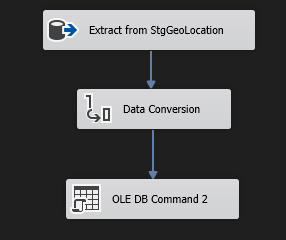 Extract from StgGeoLocation
Data Conversion
OLE DB Command 2